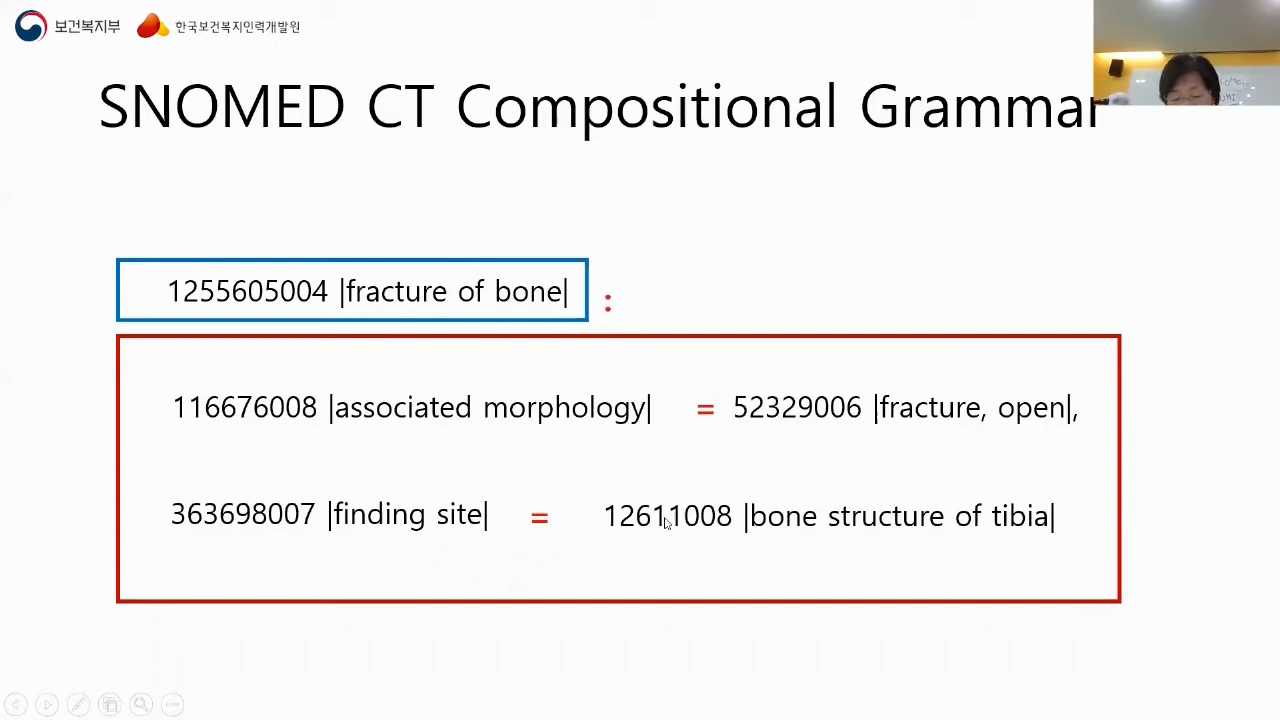 보건복지부 한국보건복지인력개발원
SNOMED CT Compositional Grammar
1255605004 |fracture of bone| :
116676008 |associated morphology| = 52329006 |fracture, open|,
363698007 |finding site| = 12611008 |bone structure of tibia|